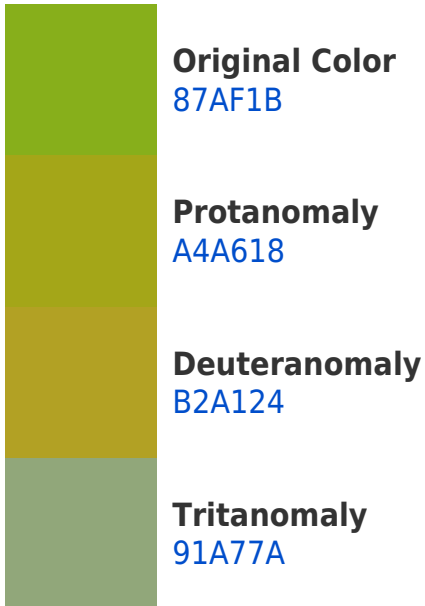 Original Color
87AF1B
Protanomaly
A4A618
Deuteranomaly
B2A124
Tritanomaly
91A77A